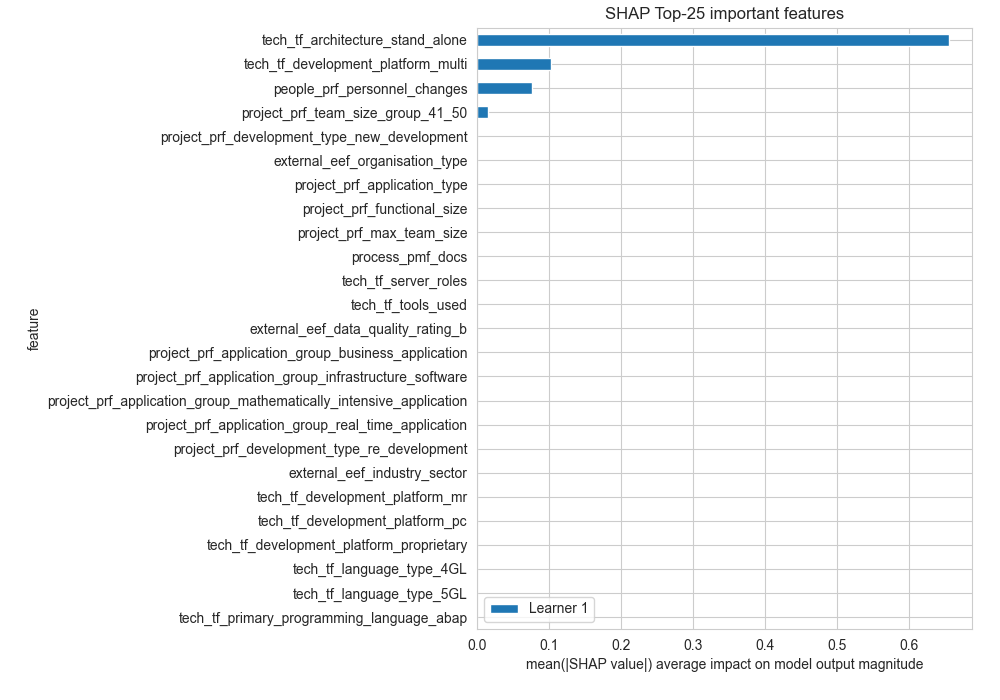 SHAP Top-25 important features
tech_tf_architecture_stand_alone
tech_tf_development_platform_multi
people_prf_personnel_changes
project_prf_team_size_group_41_50
project_prf_development_type_new_development
external_eef_organisation_type
project_prf_application_type
project_prf_functional_size
project_prf_max_team_size
process_pmf_docs
tech_tf_server_roles
tech_tf_tools_used
external_eef_data_quality_rating_b
project_prf_application_group_business_application
project_prf_application_group_infrastructure_software
project_prf_application_group_mathematically_intensive_application
project_prf_application_group_real_time_application
project_prf_development_type_re_development
external_eef_industry_sector
tech_tf_development_platform_mr
tech_tf_development_platform_pc
tech_tf_development_platform_proprietary
tech_tf_language_type_4GL
tech_tf_language_type_5GL
tech_tf_primary_programming_language_abap
feature
Learner 1
0.0 0.1 0.2 0.3 0.4 0.5 0.6
mean(|SHAP value|) average impact on model output magnitude